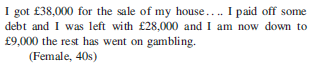 I got £38,000 for the sale of my house.... I paid off some
debt and I was left with £28,000 and I am now down to
£9,000 the rest has went on gambling.
(Female, 40s)